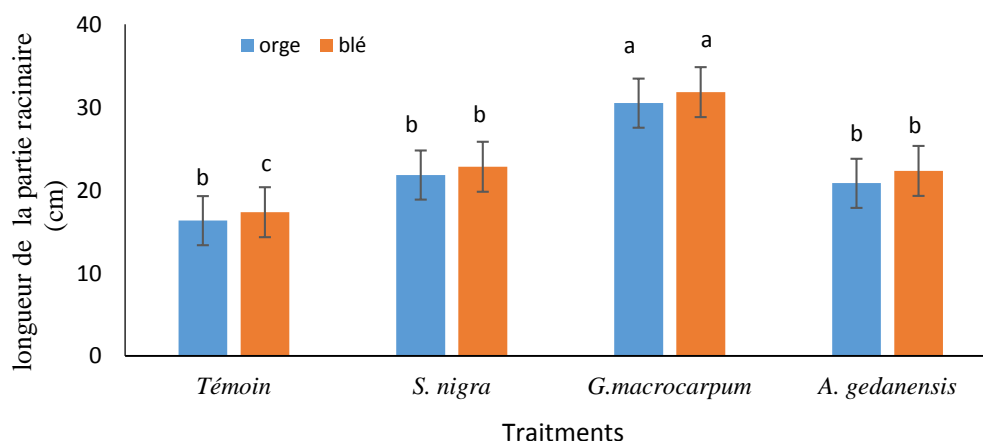 longueur de la partie racinaire
(cm)
40
30
20
10
0
orge blé
b c b b a a b b
Témoin S. nigra G.macrocarpum A. gedanensis
Traitments